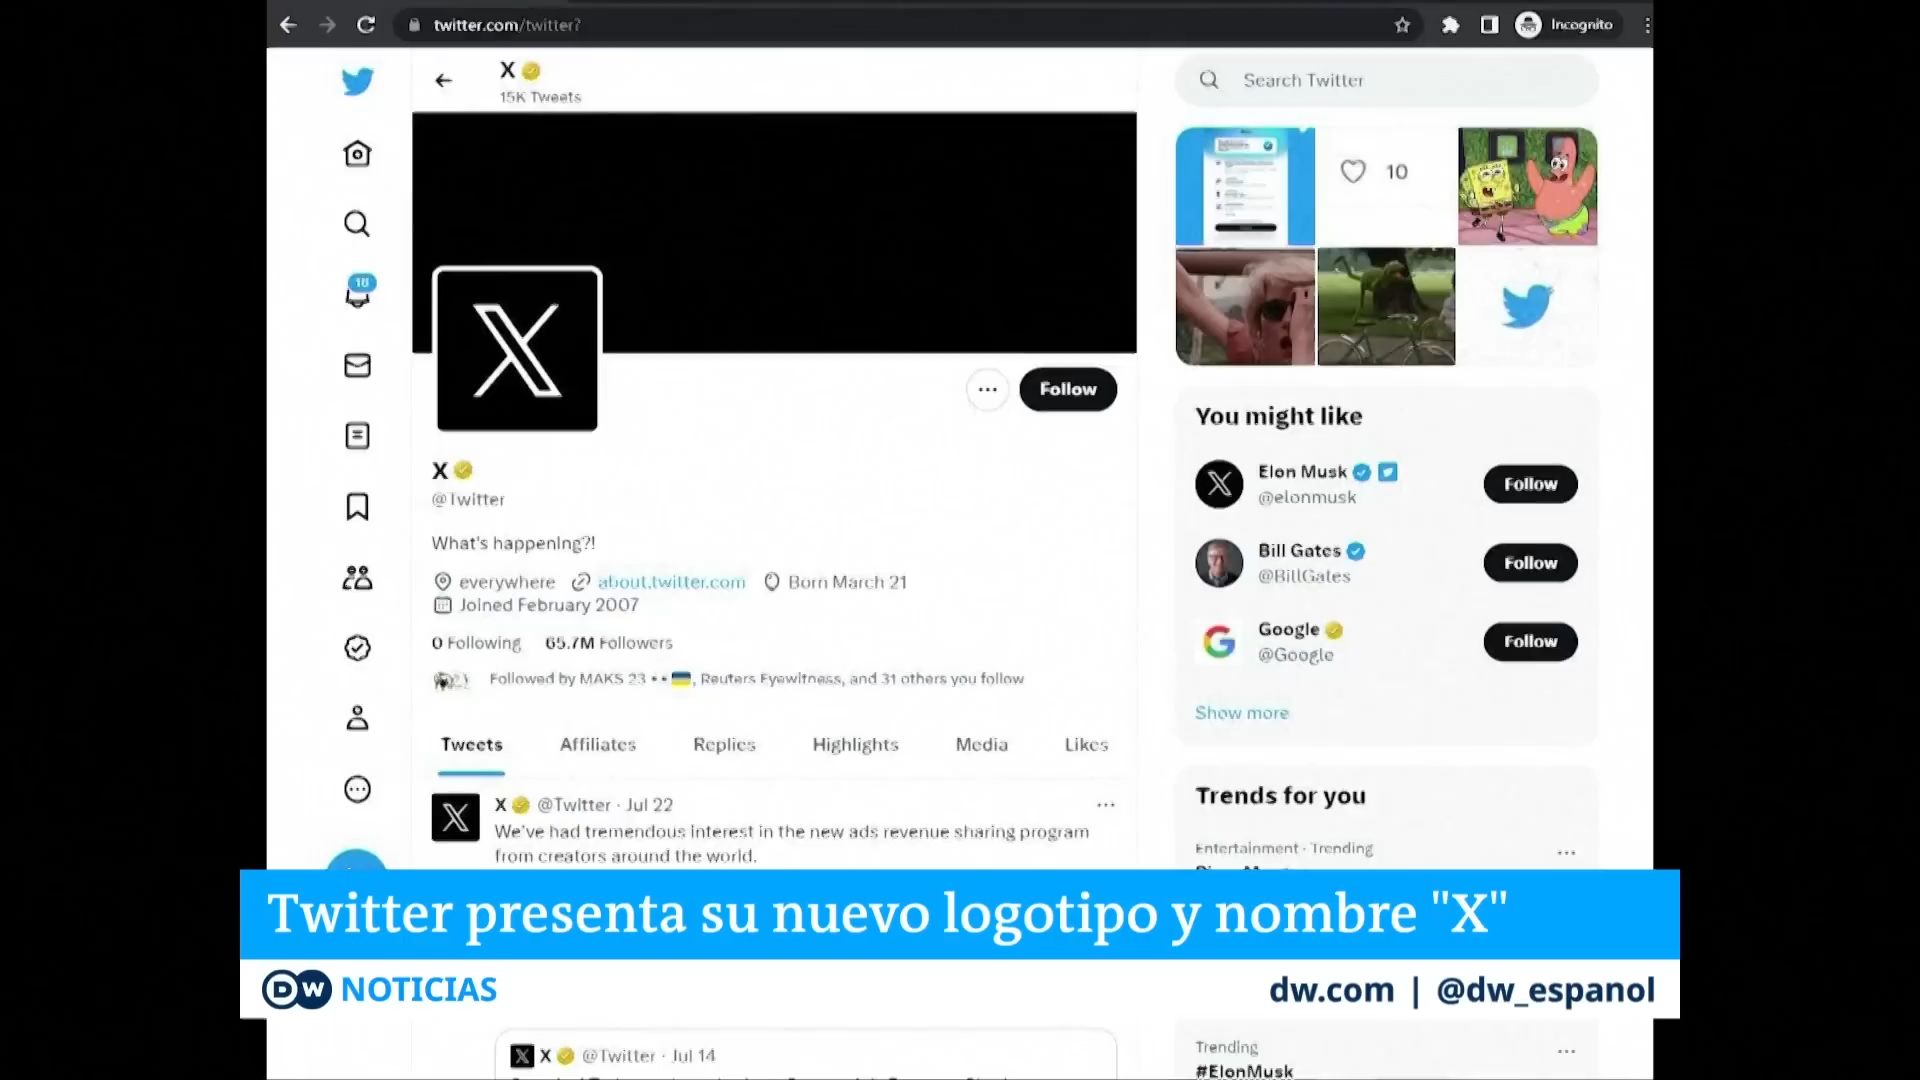 twitter.com/twitter?
Incognito
X
15K Tweets
Search Twitter
10
18
X
Follow
You might like
Elon Musk
@elonmusk
Follow
Bill Gates
@BillGates
Follow
Google
@Google
Follow
Show more
X
@Twitter
What's happening?!
everywhere about.twitter.com Born March 21
Joined February 2007
0 Following 65.7M Followers
Followed by MAKS 23 , Reuters Eyewitness, and 31 others you follow
Tweets Affiliates Replies Highlights Media Likes
X @Twitter · Jul 22
We've had tremendous interest in the new ads revenue sharing program
from creators around the world.
Trends for you
Entertainment · Trending
Twitter presenta su nuevo logotipo y nombre "X"
DW NOTICIAS
dw.com | @dw_espanol
X @Twitter · Jul 14
Trending
#ElonMusk